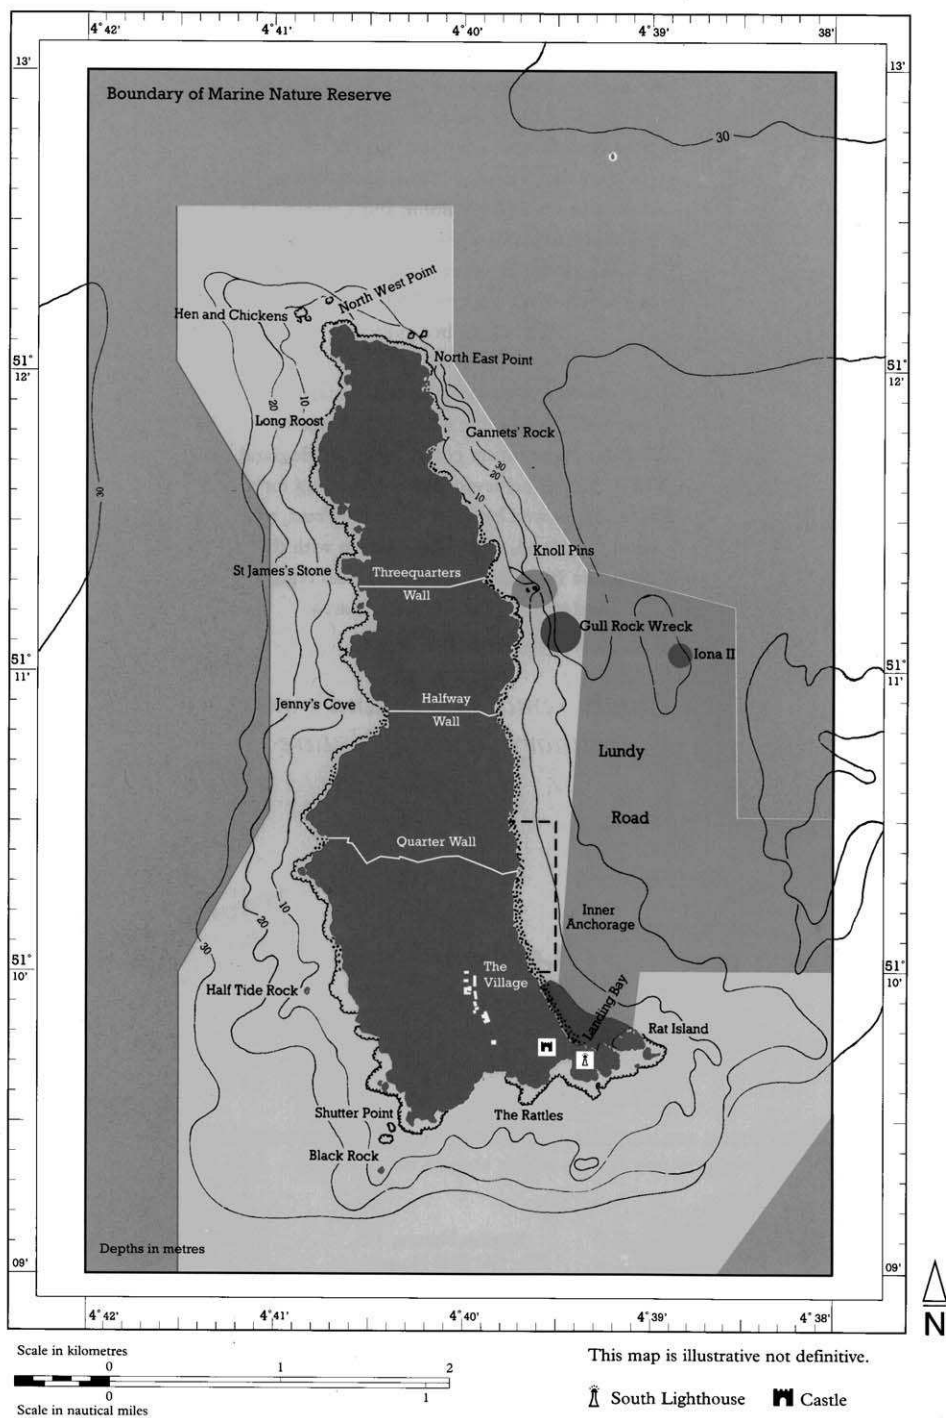 4°42' 4°41' 4°40' 4°39' 38'
13' 13'
Boundary of Marine Nature Reserve
30
North West Point
Hen and Chickens
North East Point
51° 51°
12' 12'
20
10
Long Roost
Gannets' Rock
30
20
10
30
Knoll Pins
St James's Stone
Threequarters
Wall
Gull Rock Wreck
Iona II
51° 51°
11' 11'
Jenny's Cove
Halfway
Wall
Lundy
Road
Quarter Wall
10
20
30
Inner
Anchorage
The
Village
51° 51°
10' 10'
Half Tide Rock
Landing Bay
Rat Island
Shutter Point
The Rattles
Black Rock
Depths in metres
09' 09'
4°42' 4°41' 4°40' 4°39' 4°38'
N
Scale in kilometres
0 1 2
0 1
Scale in nautical miles
This map is illustrative not definitive.
South Lighthouse Castle